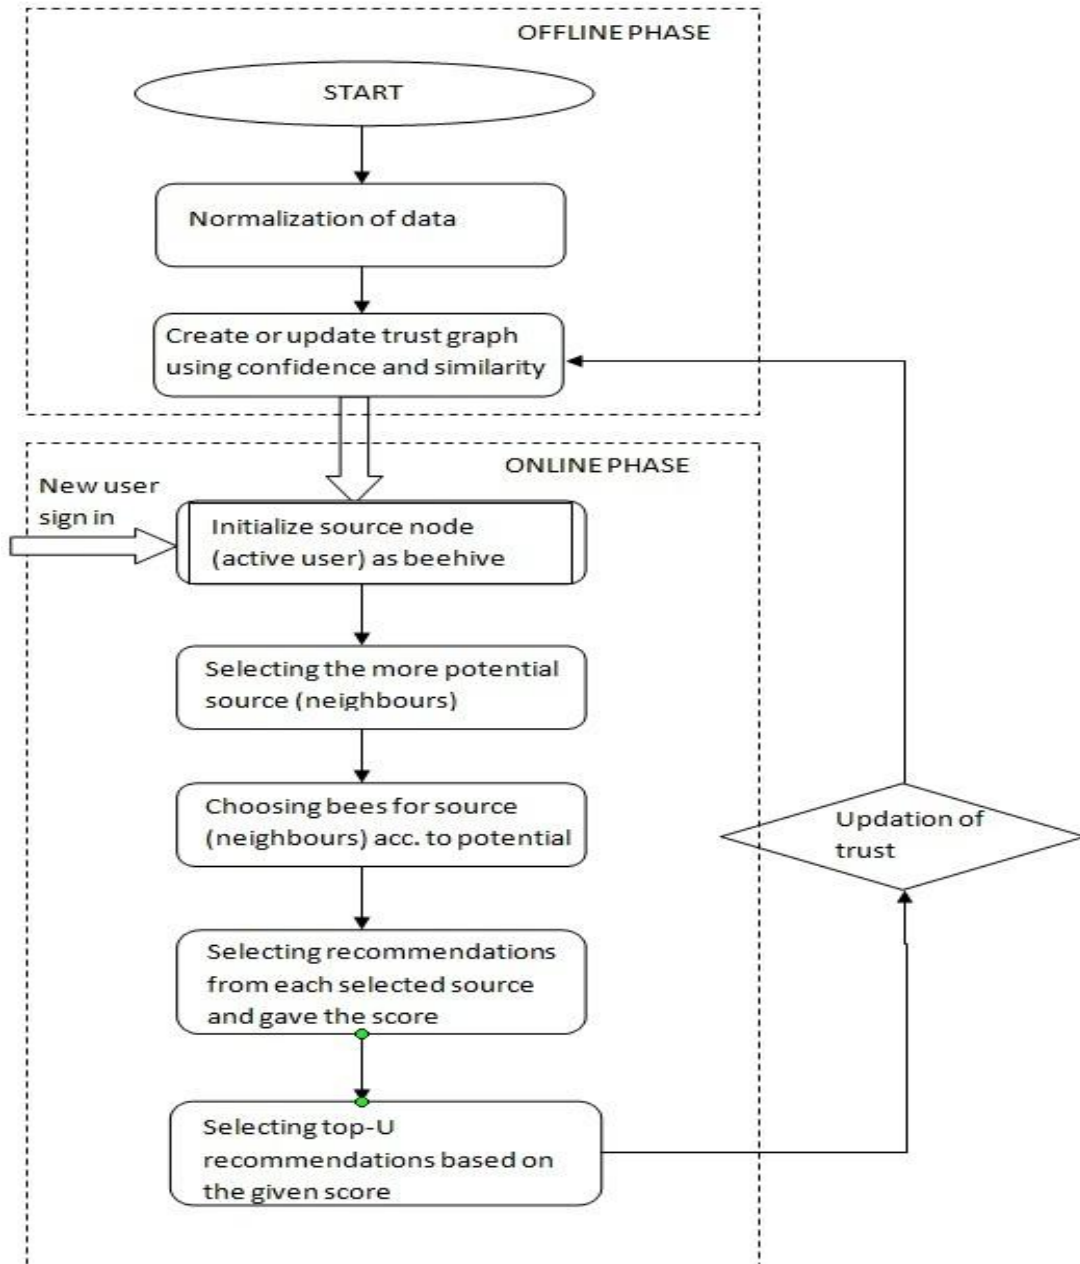 OFFLINE PHASE
START
Normalization of data
Create or update trust graph
using confidence and similarity
ONLINE PHASE
New user
sign in
Initialize source node
(active user) as beehive
Selecting the more potential
source (neighbours)
Choosing bees for source
(neighbours) acc. to potential
Updation of
trust
Selecting recommendations
from each selected source
and gave the score
Selecting top-U
recommendations based on
the given score